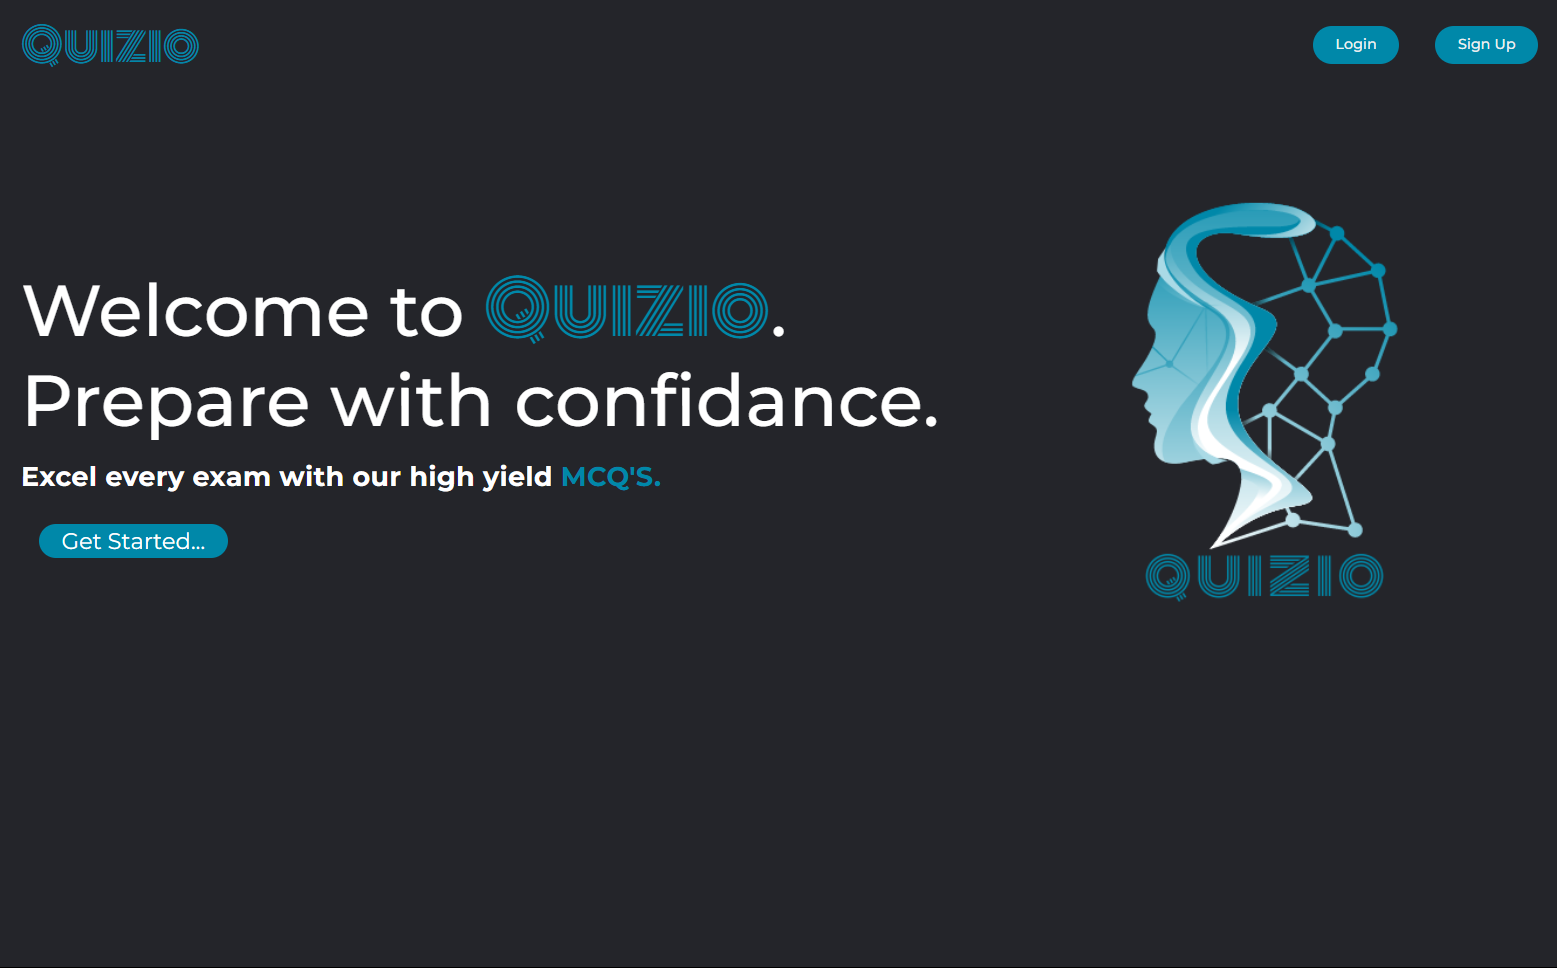 QUIZIO
Login
Sign Up
Welcome to QUIZIO.
Prepare with confidance.
Excel every exam with our high yield MCQ'S.
Get Started...
QUIZIO